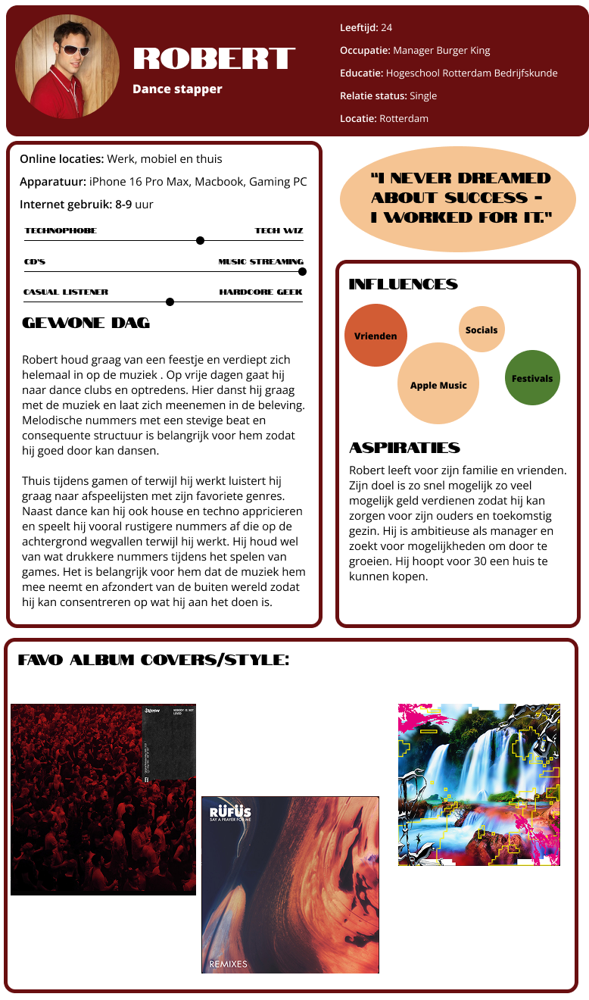 ROBERT
Dance stapper
Leeftijd: 24
Occupatie: Manager Burger King
Educatie: Hogeschool Rotterdam Bedrijfskunde
Relatie status: Single
Locatie: Rotterdam
Online locaties: Werk, mobiel en thuis
Apparatuur: iPhone 16 Pro Max, Macbook, Gaming PC
Internet gebruik: 8-9 uur
TECHNOPHOBE TECH WIZ
CD'S MUSIC STREAMING
CASUAL LISTENER HARDCORE GEEK
GEWONE DAG
Robert houd graag van een feestje en verdiept zich
helemaal in op de muziek . Op vrije dagen gaat hij
naar dance clubs en optredens. Hier danst hij graag
met de muziek en laat zich meenemen in de beleving.
Melodische nummers met een stevige beat en
consequente structuur is belangrijk voor hem zodat
hij goed door kan dansen.
Thuis tijdens gamen of terwijl hij werkt luistert hij
graag naar afspeelijsten met zijn favoriete genres.
Naast dance kan hij ook house en techno appricieren
en speelt hij vooral rustigere nummers af die op de
achtergrond wegvallen terwijl hij werkt. Hij houd wel
van wat drukkere nummers tijdens het spelen van
games. Het is belangrijk voor hem dat de muziek hem
mee neemt en afzondert van de buiten wereld zodat
hij kan consentreren op wat hij aan het doen is.
"I NEVER DREAMED
ABOUT SUCCESS -
I WORKED FOR IT."
INFLUENCES
Vrienden
Socials
Apple Music
Festivals
ASPIRATIES
Robert leeft voor zijn familie en vrienden.
Zijn doel is zo snel mogelijk zo veel
mogelijk geld verdienen zodat hij kan
zorgen voor zijn ouders en toekomstig
gezin. Hij is ambitieuse als manager en
zoekt voor mogelijkheden om door te
groeien. Hij hoopt voor 30 een huis te
kunnen kopen.
FAVO ALBUM COVERS/STYLE:
Solomun
NOBODY IS NOT
LOVED
RÜFÜS
SAY A PRAYER FOR ME
REMIXES